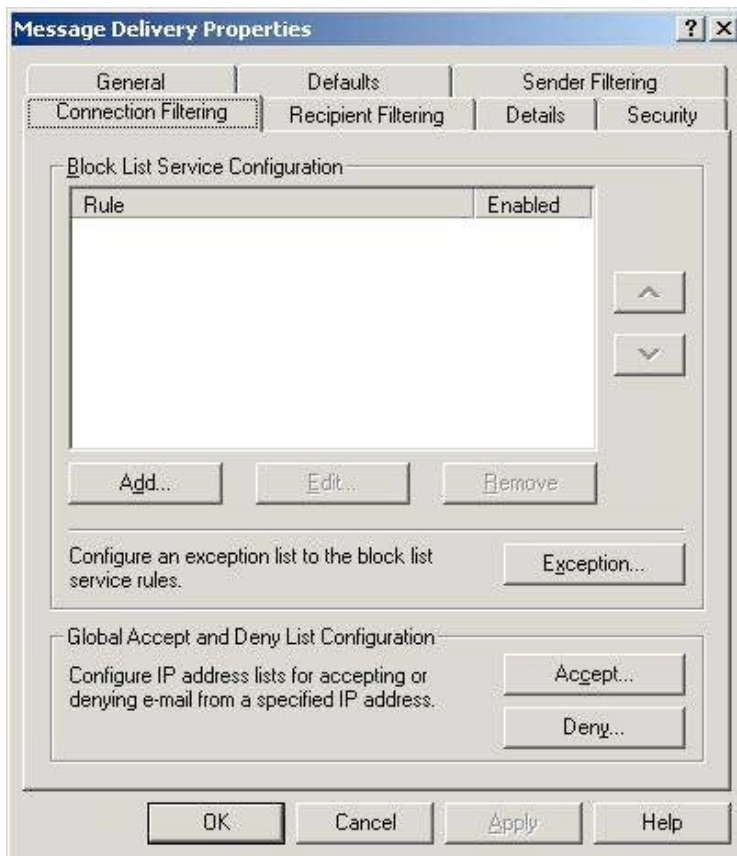 Message Delivery Properties
General Defaults Sender Filtering
Connection Filtering Recipient Filtering Details Security
Block List Service Configuration
Rule Enabled
Add... Edit... Remove
Configure an exception list to the block list
service rules.
Exception...
Global Accept and Deny List Configuration
Configure IP address lists for accepting or
denying e-mail from a specified IP address.
Accept...
Deny...
OK Cancel Apply Help